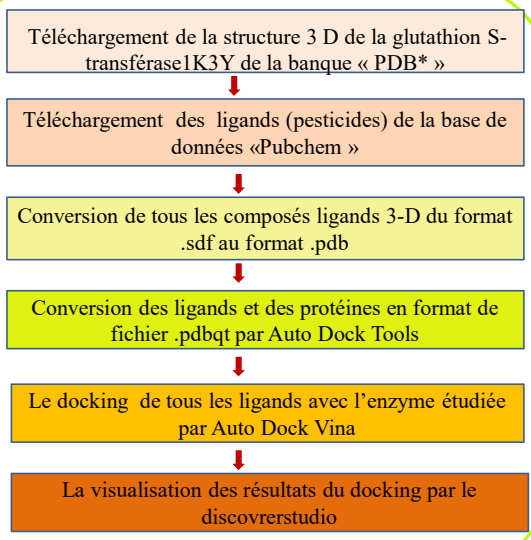 Téléchargement de la structure 3 D de la glutathion S-
transférase1K3Y de la banque « PDB* »
Téléchargement des ligands (pesticides) de la base de
données «Pubchem »
Conversion de tous les composés ligands 3-D du format
.sdf au format .pdb
Conversion des ligands et des protéines en format de
fichier .pdbqt par Auto Dock Tools
Le docking de tous les ligands avec l’enzyme étudiée
par Auto Dock Vina
La visualisation des résultats du docking par le
discovrerstudio